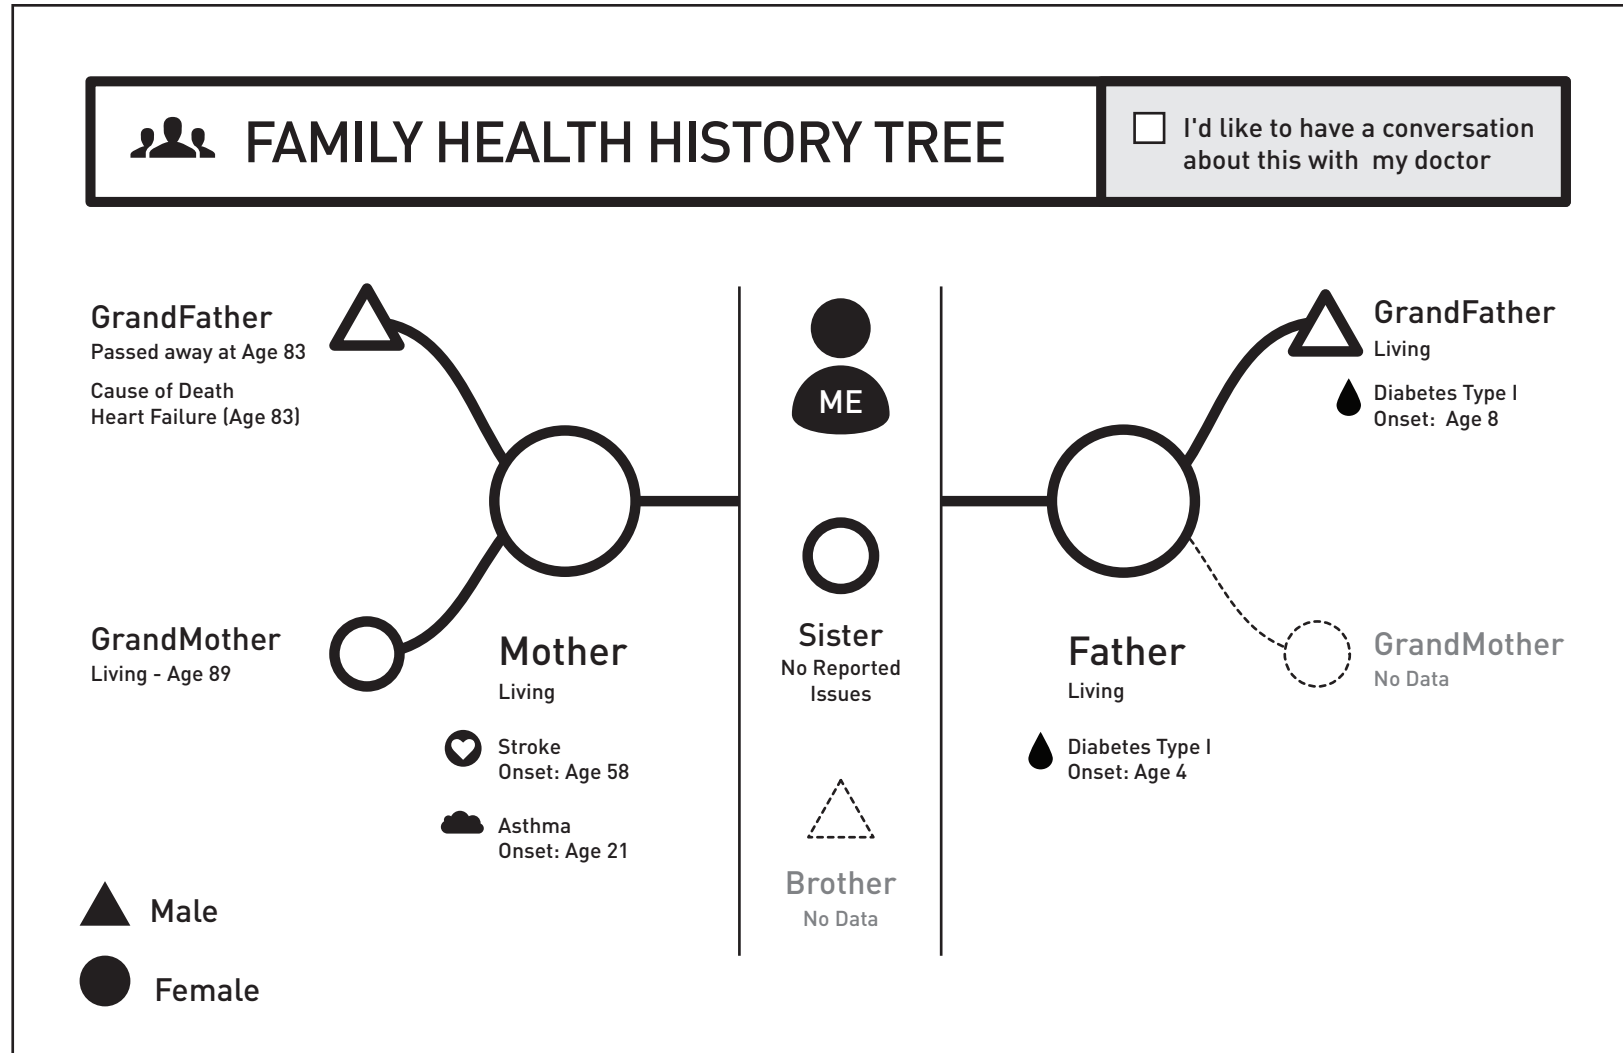 FAMILY HEALTH HISTORY TREE
I'd like to have a conversation
about this with my doctor
GrandFather
Passed away at Age 83
Cause of Death
Heart Failure (Age 83)
GrandMother
Living - Age 89
Mother
Living
Stroke
Onset: Age 58
Asthma
Onset: Age 21
ME
Sister
No Reported
Issues
Brother
No Data
Father
Living
Diabetes Type I
Onset: Age 4
GrandFather
Living
Diabetes Type I
Onset: Age 8
GrandMother
No Data
Male
Female